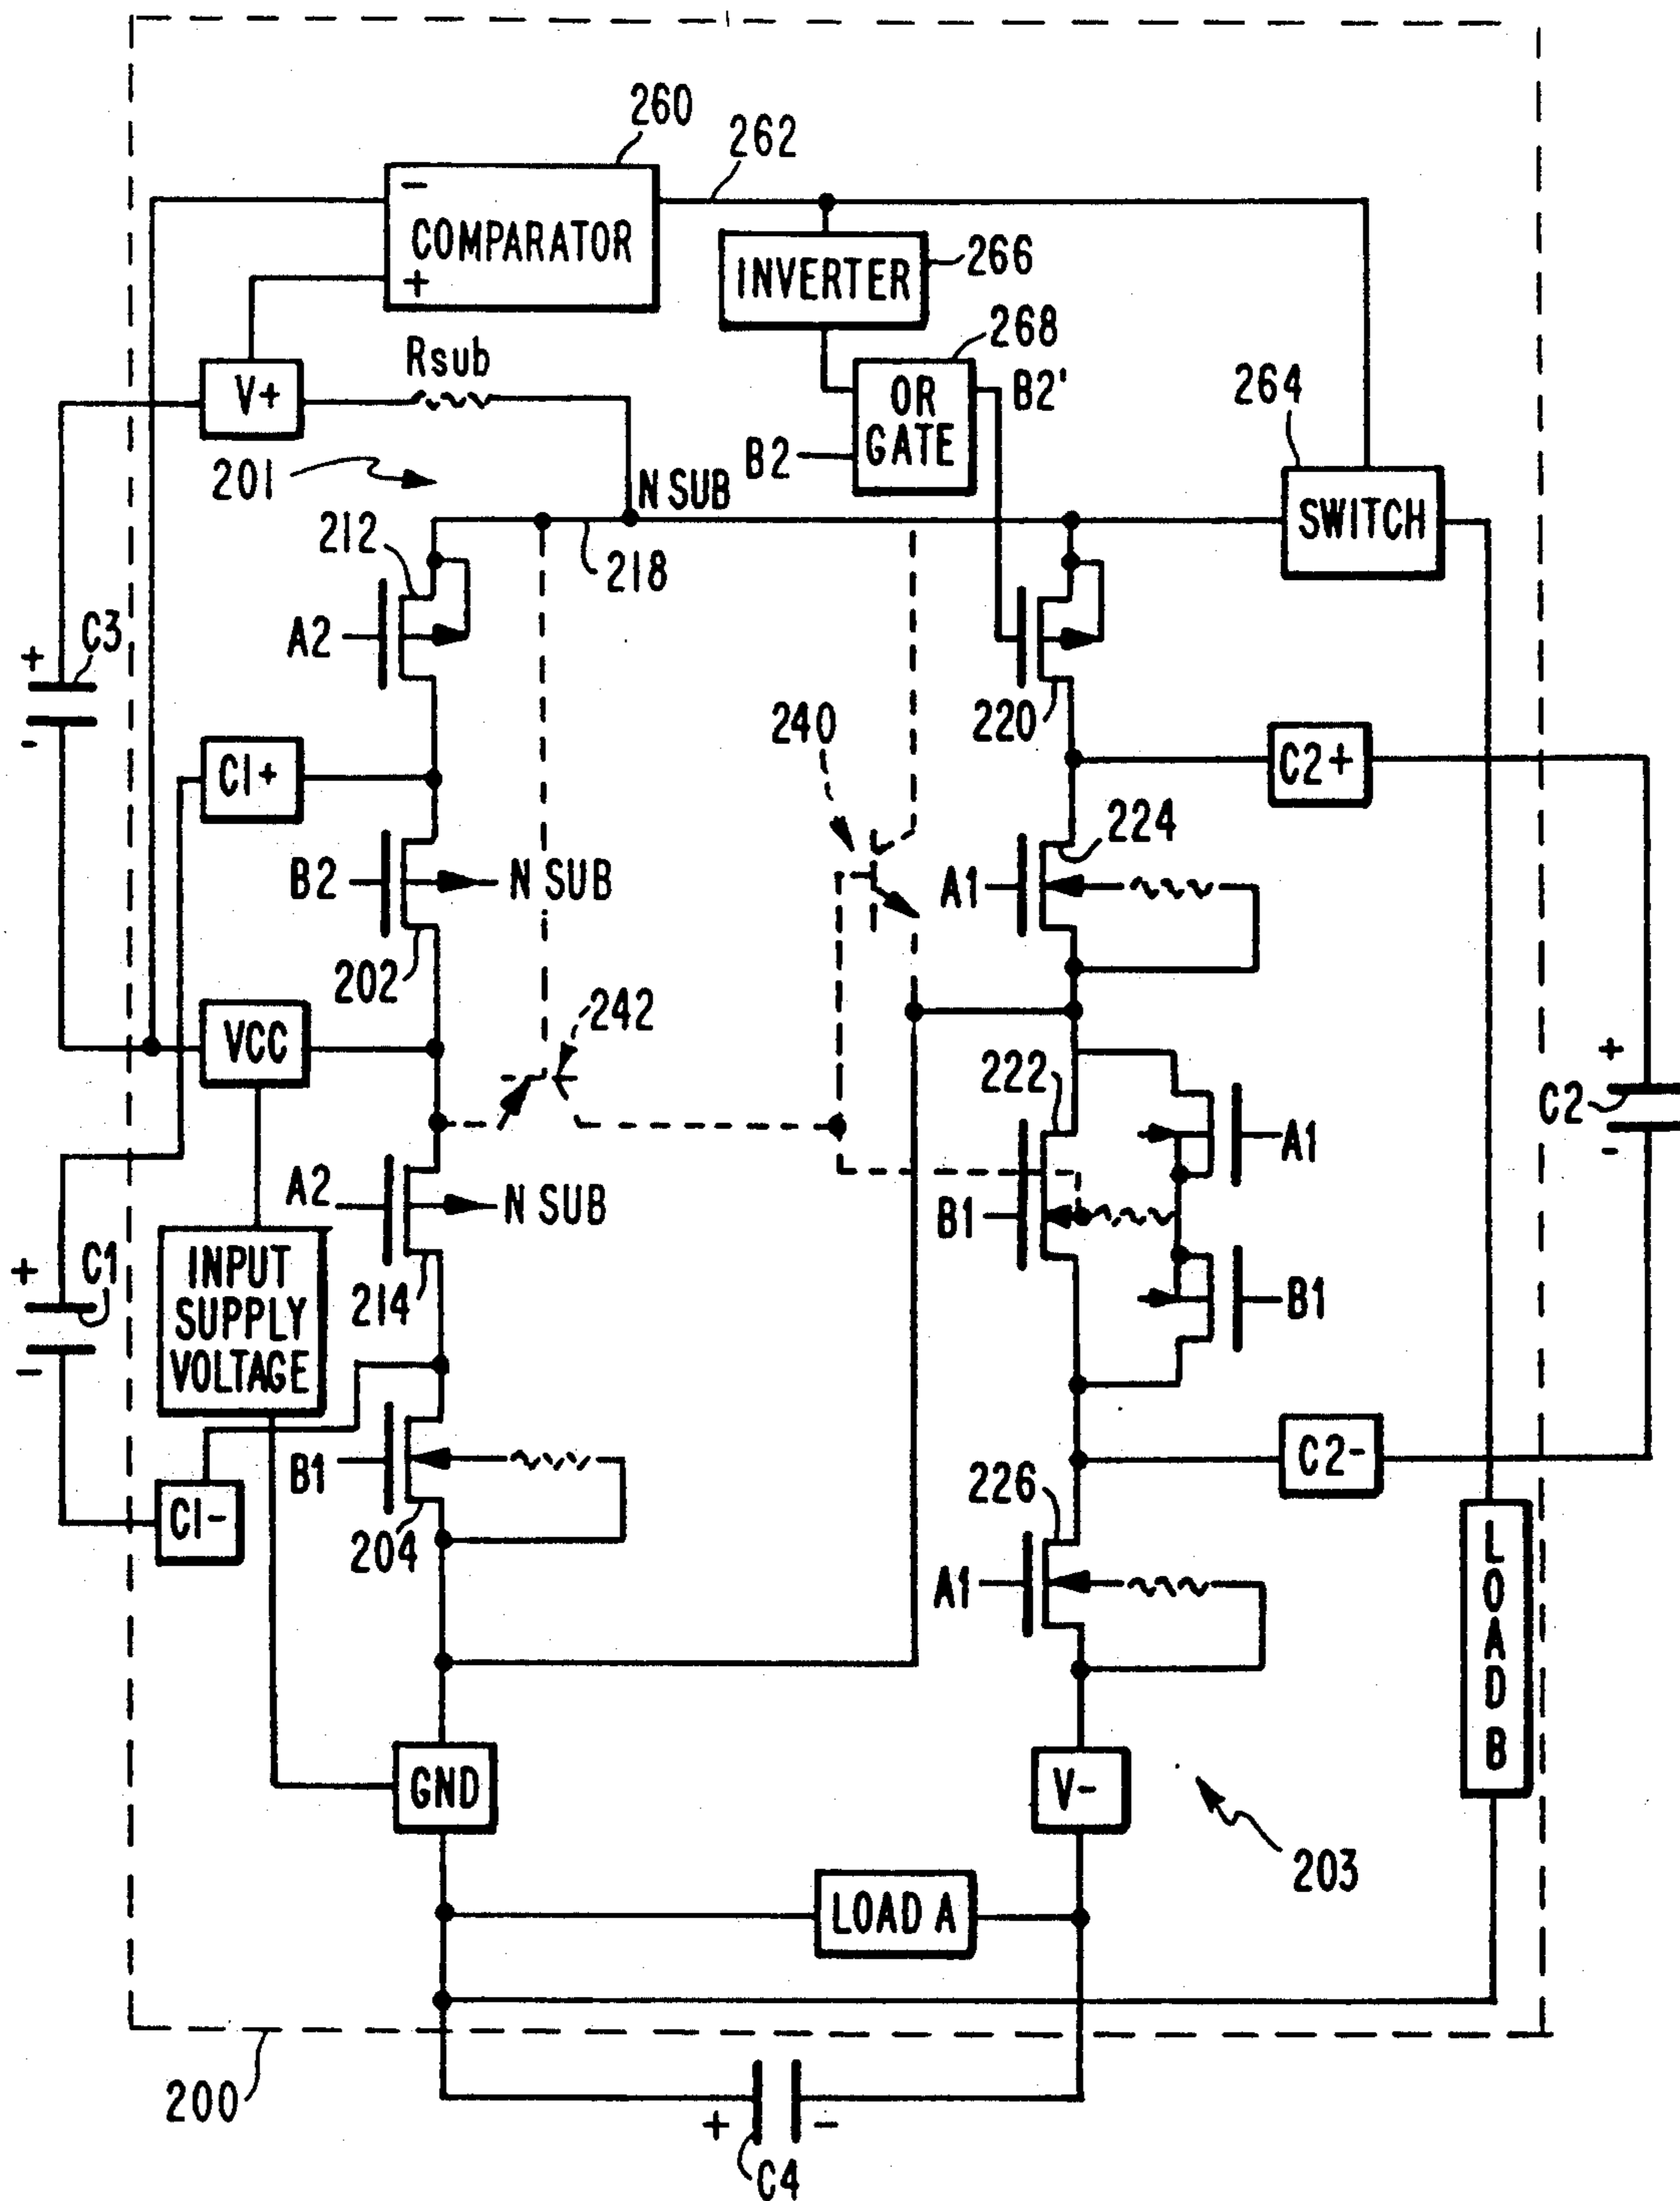 260
262
-
COMPARATOR
+
INVERTER
266
268
Rsub
V+
OR
GATE
B2'
B2
264
201
N SUB
SWITCH
212
218
A2
C3
+
-
220
240
C1+
C2+
224
B2
N SUB
A1
202
VCC
242
222
+
C2
-
A1
A2
N SUB
B1
INPUT
SUPPLY
VOLTAGE
+
C1
-
214
B1
B1
C2-
226
C1-
204
A1
LOAD B
GND
V-
203
LOAD A
200
+
-
C4